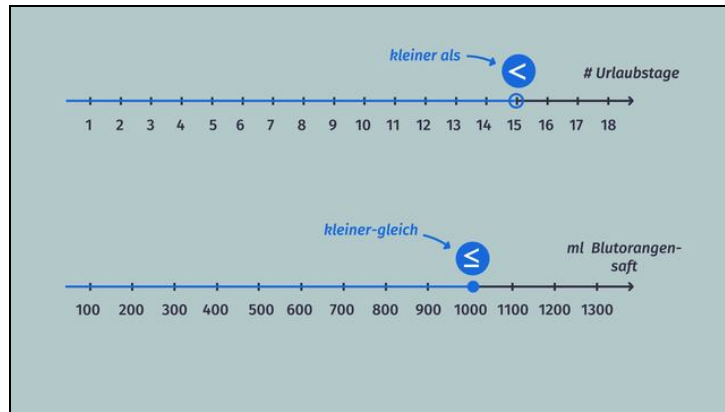 kleiner als
<
# Urlaubstage
1 2 3 4 5 6 7 8 9 10 11 12 13 14 15 16 17 18
kleiner-gleich
≤
ml Blutorangen-
saft
100 200 300 400 500 600 700 800 900 1000 1100 1200 1300